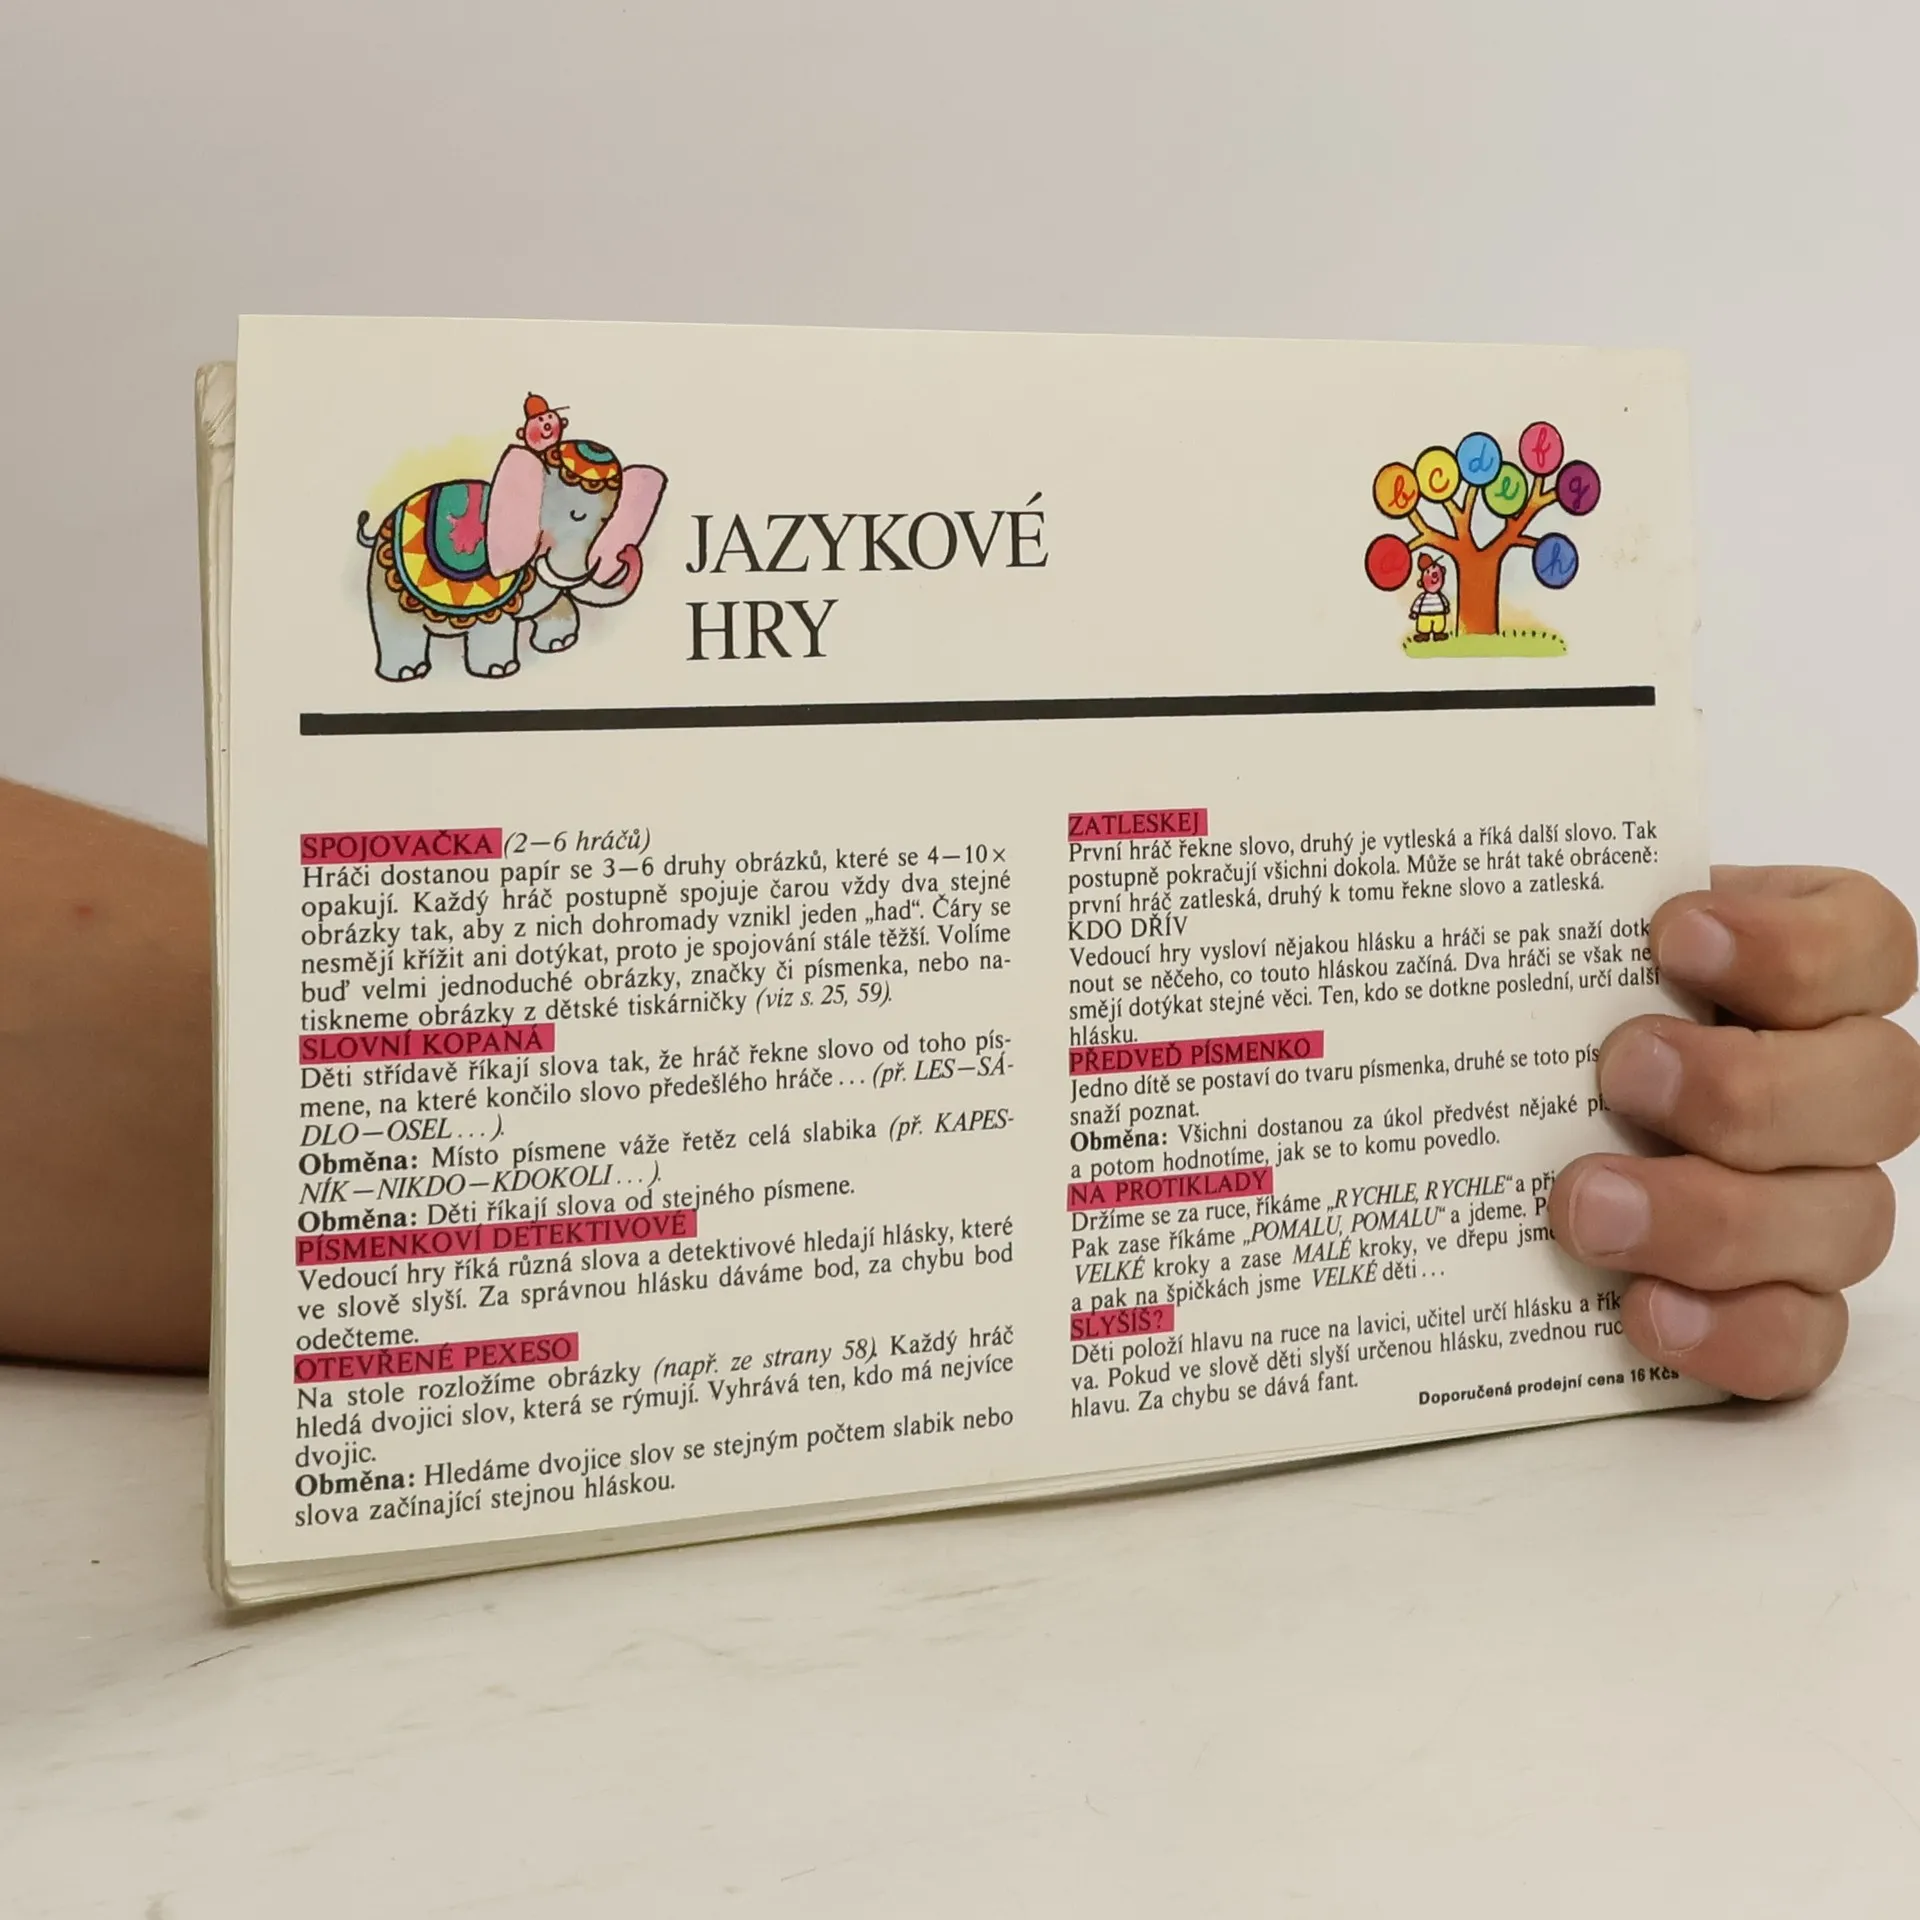 JAZYKOVÉ
HRY
a
b
c
d
e
f
g
h
SPOJOVAČKA (2—6 hráčů)
Hráči dostanou papír se 3—6 druhy obrázků, které se 4—10×
opakují. Každý hráč postupně spojuje čarou vždy dva stejné
obrázky tak, aby z nich dohromady vznikl jeden „had“. Čáry se
nesmějí křížit ani dotýkat, proto je spojování stále těžší. Volíme
buď velmi jednoduché obrázky, značky či písmenka, nebo na-
tiskneme obrázky z dětské tiskárničky (viz s. 25, 59).
SLOVNÍ KOPANÁ
Děti střídavě říkají slova tak, že hráč řekne slovo od toho pís-
mene, na které končilo slovo předešlého hráče... (př. LES—SÁ-
DLO—OSEL...).
Obměna: Místo písmene váže řetěz celá slabika (př. KAPES-
NÍK—NIKDO—KDOKOLI...).
Obměna: Děti říkají slova od stejného písmene.
PÍSMENKOVÍ DETEKTIVOVÉ
Vedoucí hry říká různá slova a detektivové hledají hlásky, které
ve slově slyší. Za správnou hlásku dáváme bod, za chybu bod
odečteme.
OTEVŘENÉ PEXESO
Na stole rozložíme obrázky (např. ze strany 58). Každý hráč
hledá dvojici slov, která se rýmují. Vyhrává ten, kdo má nejvíce
dvojic.
Obměna: Hledáme dvojice slov se stejným počtem slabik nebo
slova začínající stejnou hláskou.
ZATLESKEJ
První hráč řekne slovo, druhý je vytleská a říká další slovo. Tak
postupně pokračují všichni dokola. Může se hrát také obráceně:
první hráč zatleská, druhý k tomu řekne slovo a zatleská.
KDO DŘÍV
Vedoucí hry vysloví nějakou hlásku a hráči se pak snaží dotk
nout se něčeho, co touto hláskou začíná. Dva hráči se však ne
smějí dotýkat stejné věci. Ten, kdo se dotkne poslední, určí další
hlásku.
PŘEDVEĎ PÍSMENKO
Jedno dítě se postaví do tvaru písmenka, druhé se toto pís
snaží poznat.
Obměna: Všichni dostanou za úkol předvést nějaké
a potom hodnotíme, jak se to komu povedlo.
NA PROTIKLADY
Držíme se za ruce, říkáme „RYCHLE, RYCHLE“ a při
Pak zase říkáme „POMALU, POMALU“ a jdeme.
VELKÉ kroky a zase MALÉ kroky, ve dřepu jsme
a pak na špičkách jsme VELKÉ děti...
SLYŠÍŠ?
Děti položí hlavu na ruce na lavici, učitel určí hlásku a řík
va. Pokud ve slově děti slyší určenou hlásku, zvednou ruc
hlavu. Za chybu se dává fant.
Doporučená prodejní cena 16 Kčs